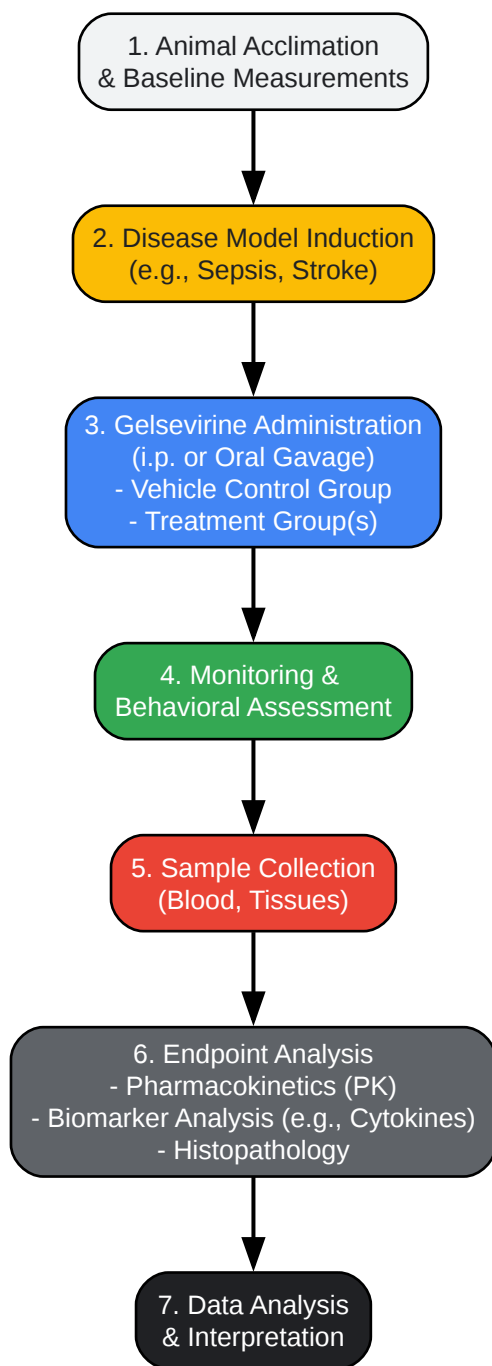 1. Animal Acclimation
& Baseline Measurements
2. Disease Model Induction
(e.g., Sepsis, Stroke)
3. Gelsevirine Administration
(i.p. or Oral Gavage)
- Vehicle Control Group
- Treatment Group(s)
4. Monitoring &
Behavioral Assessment
5. Sample Collection
(Blood, Tissues)
6. Endpoint Analysis
- Pharmacokinetics (PK)
- Biomarker Analysis (e.g., Cytokines)
- Histopathology
7. Data Analysis
& Interpretation